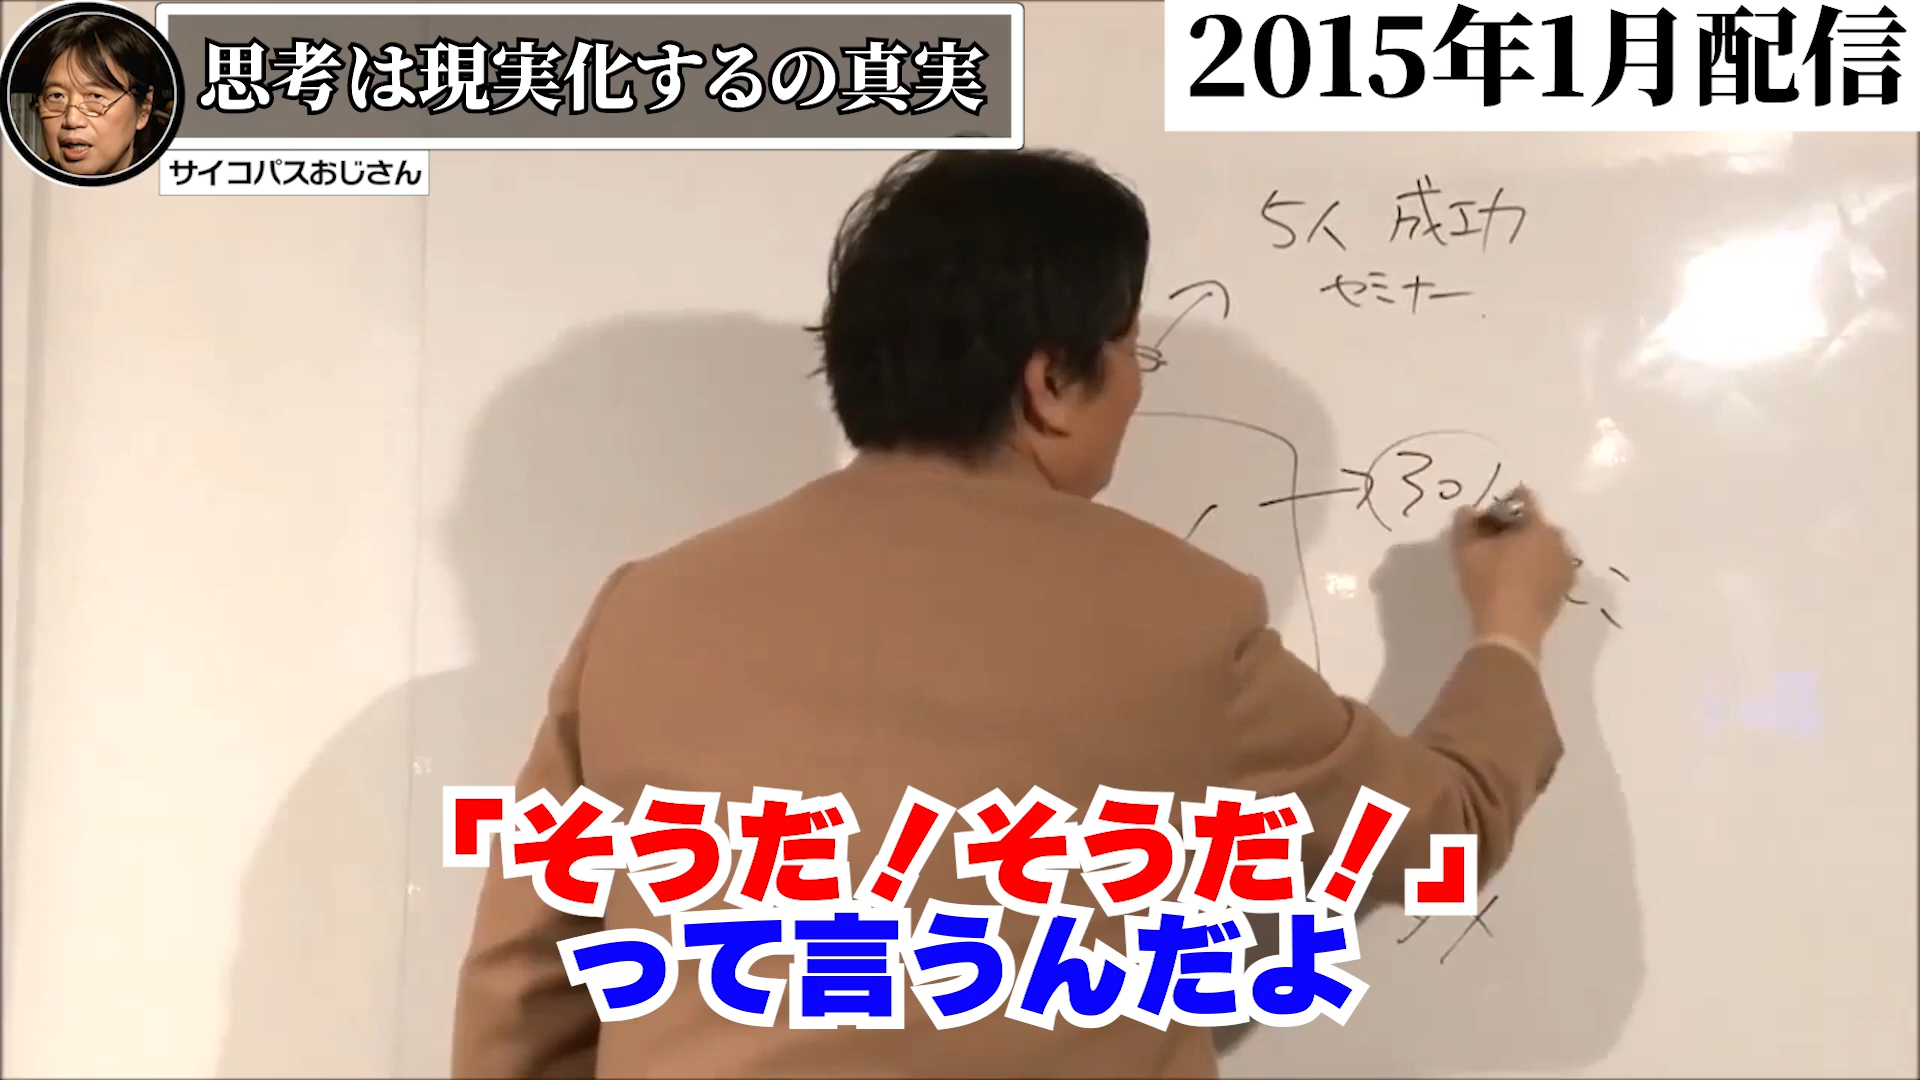 思考は現実化するの真実
2015年1月配信
サイコパスおじさん
5人 成功
セミナー
30人
「そうだ!そうだ!」
って言うんだよ